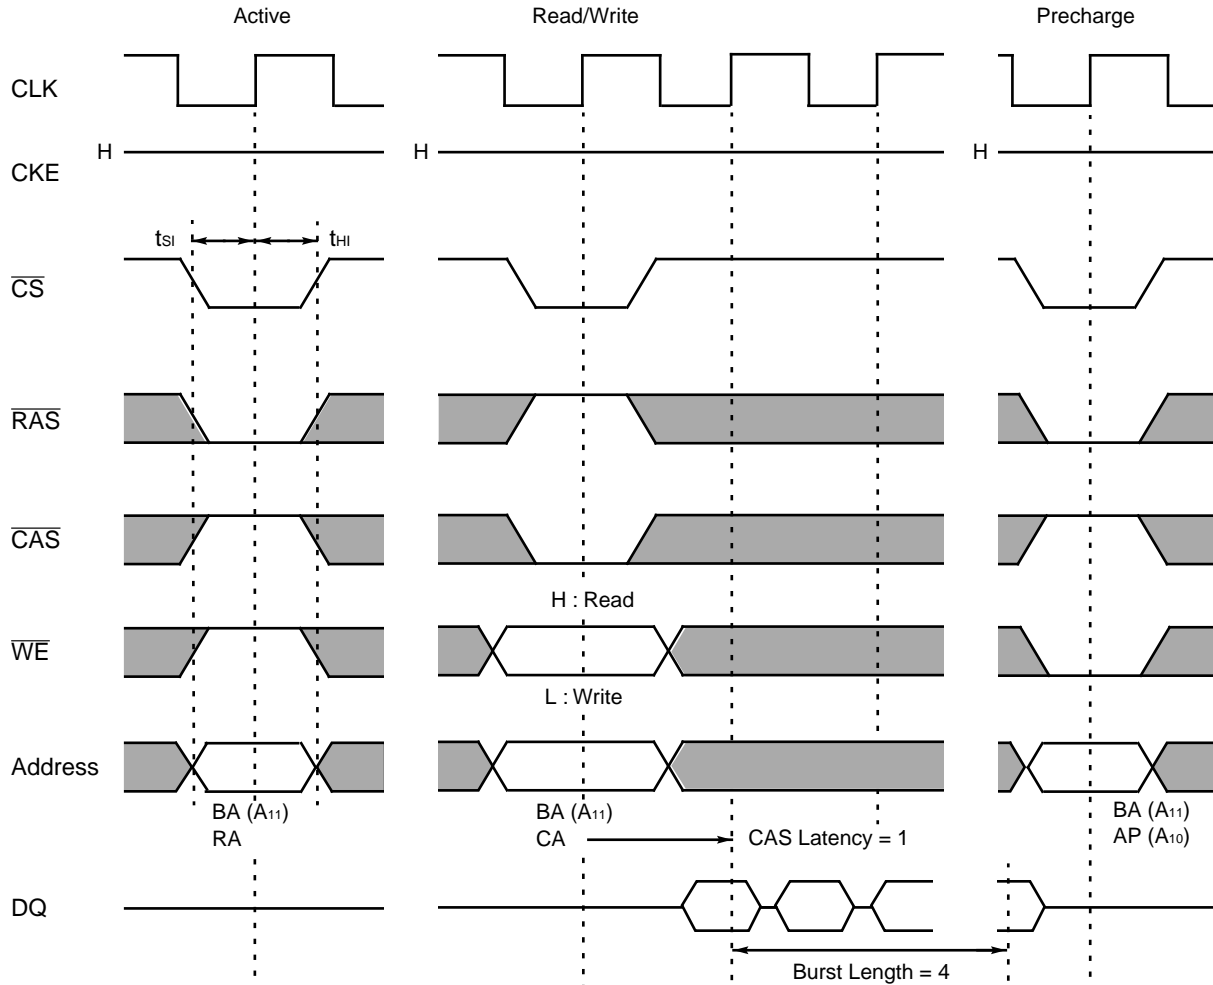 Active Read/Write Precharge
CLK
H H H
CKE
tSI tHI
CS
RAS
CAS
H : Read
WE
L : Write
Address
BA (A11) BA (A11) BA (A11)
RA CA CAS Latency = 1 AP (A10)
DQ
Burst Length = 4